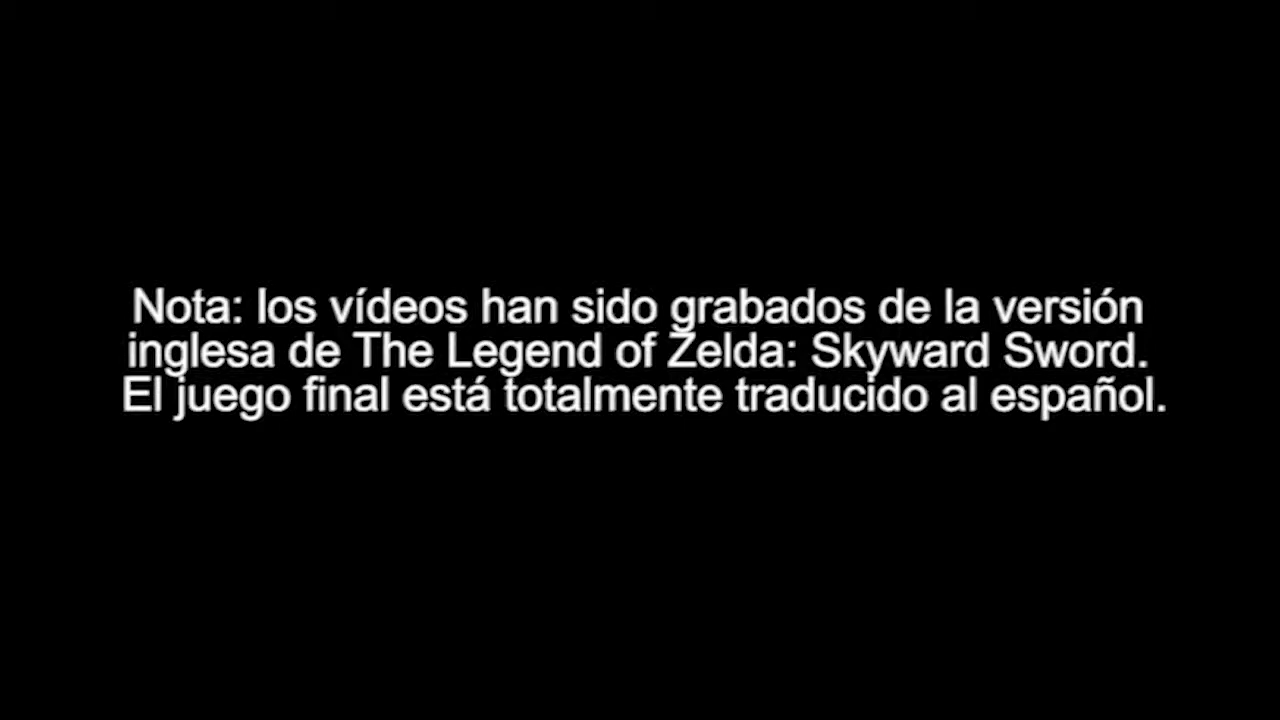 Nota: los vídeos han sido grabados de la versión
inglesa de The Legend of Zelda: Skyward Sword.
El juego final está totalmente traducido al español.